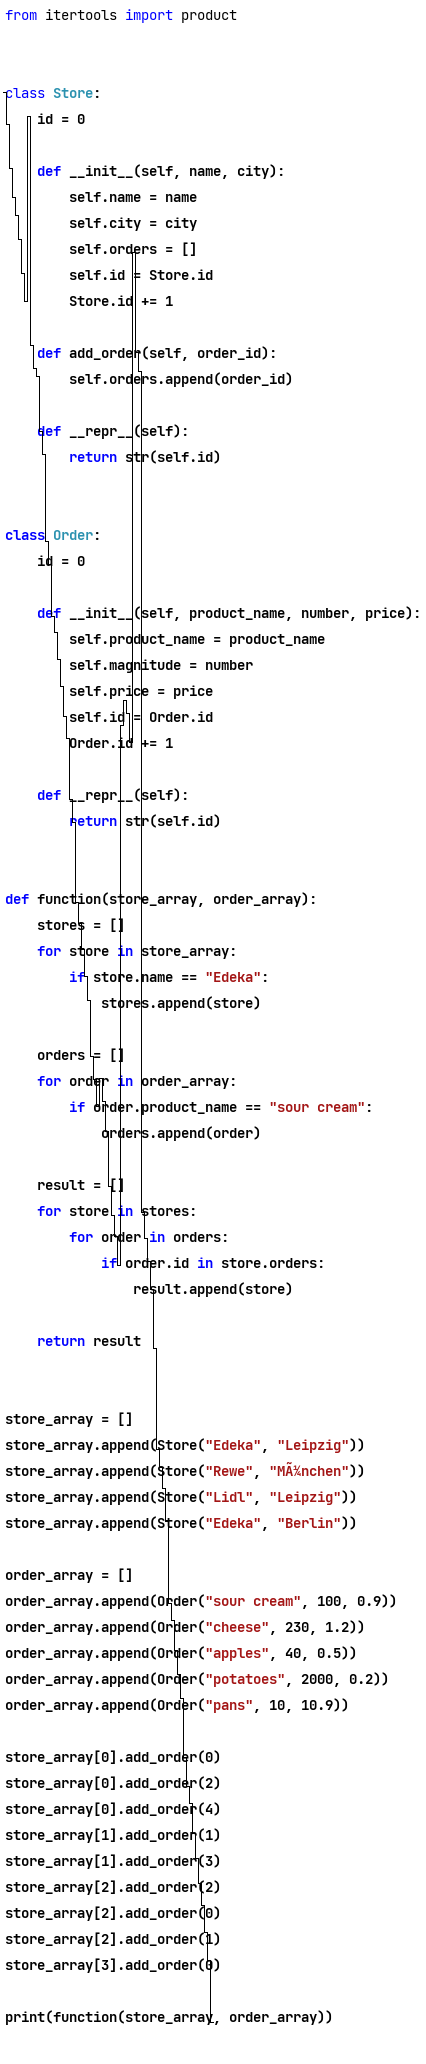 from itertools import product
class Store:
    id = 0
    def __init__(self, name, city):
        self.name = name
        self.city = city
        self.orders = []
        self.id = Store.id
        Store.id += 1
    def add_order(self, order_id):
        self.orders.append(order_id)
    def __repr__(self):
        return str(self.id)
class Order:
    id = 0
    def __init__(self, product_name, number, price):
        self.product_name = product_name
        self.magnitude = number
        self.price = price
        self.id = Order.id
        Order.id += 1
    def __repr__(self):
        return str(self.id)
def function(store_array, order_array):
    stores = []
    for store in store_array:
        if store.name == "Edeka":
            stores.append(store)
    orders = []
    for order in order_array:
        if order.product_name == "sour cream":
            orders.append(order)
    result = []
    for store in stores:
        for order in orders:
            if order.id in store.orders:
                result.append(store)
    return result
store_array = []
store_array.append(Store("Edeka", "Leipzig"))
store_array.append(Store("Rewe", "MÃ¼nchen"))
store_array.append(Store("Lidl", "Leipzig"))
store_array.append(Store("Edeka", "Berlin"))
order_array = []
order_array.append(Order("sour cream", 100, 0.9))
order_array.append(Order("cheese", 230, 1.2))
order_array.append(Order("apples", 40, 0.5))
order_array.append(Order("potatoes", 2000, 0.2))
order_array.append(Order("pans", 10, 10.9))
store_array[0].add_order(0)
store_array[0].add_order(2)
store_array[0].add_order(4)
store_array[1].add_order(1)
store_array[1].add_order(3)
store_array[2].add_order(2)
store_array[2].add_order(0)
store_array[2].add_order(1)
store_array[3].add_order(0)
print(function(store_array, order_array))